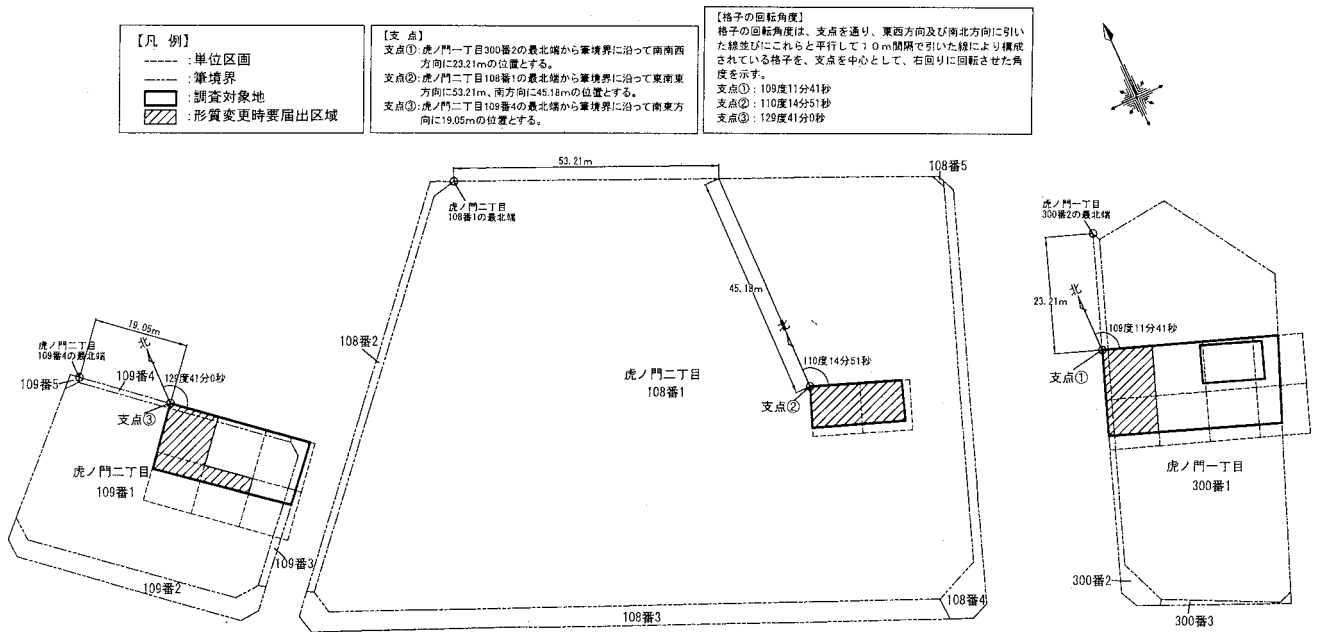 【凡 例】
:単位区画
:筆境界
:調査対象地
:形質変更時要届出区域
【支 点】
支点①:虎ノ門一丁目300番2の最北端から筆境界に沿って南南西
方向に23.21mの位置とする。
支点②:虎ノ門二丁目108番1の最北端から筆境界に沿って東南東
方向に53.21m、南方向に45.18mの位置とする。
支点③:虎ノ門二丁目109番4の最北端から筆境界に沿って南東方
向に19.05mの位置とする。
【格子の回転角度】
格子の回転角度は、支点を通り、東西方向及び南北方向に引い
た線並びにこれらと平行して10m間隔で引いた線により構成
されている格子を、支点を中心として、右回りに回転させた角
度を示す。
支点①:109度11分41秒
支点②:110度14分51秒
支点③:129度41分0秒
19.05m
北
虎ノ門二丁目
109番4の最北端
129度41分0秒
109番5
109番4
支点③
虎ノ門二丁目
109番1
109番3
109番2
53.21m
108番5
虎ノ門二丁目
108番1の最北端
45.18m
108番2
北
110度14分51秒
虎ノ門二丁目
108番1
支点②
108番4
108番3
虎ノ門一丁目
300番2の最北端
23.21m
北
109度11分41秒
支点①
虎ノ門一丁目
300番1
300番2
300番3